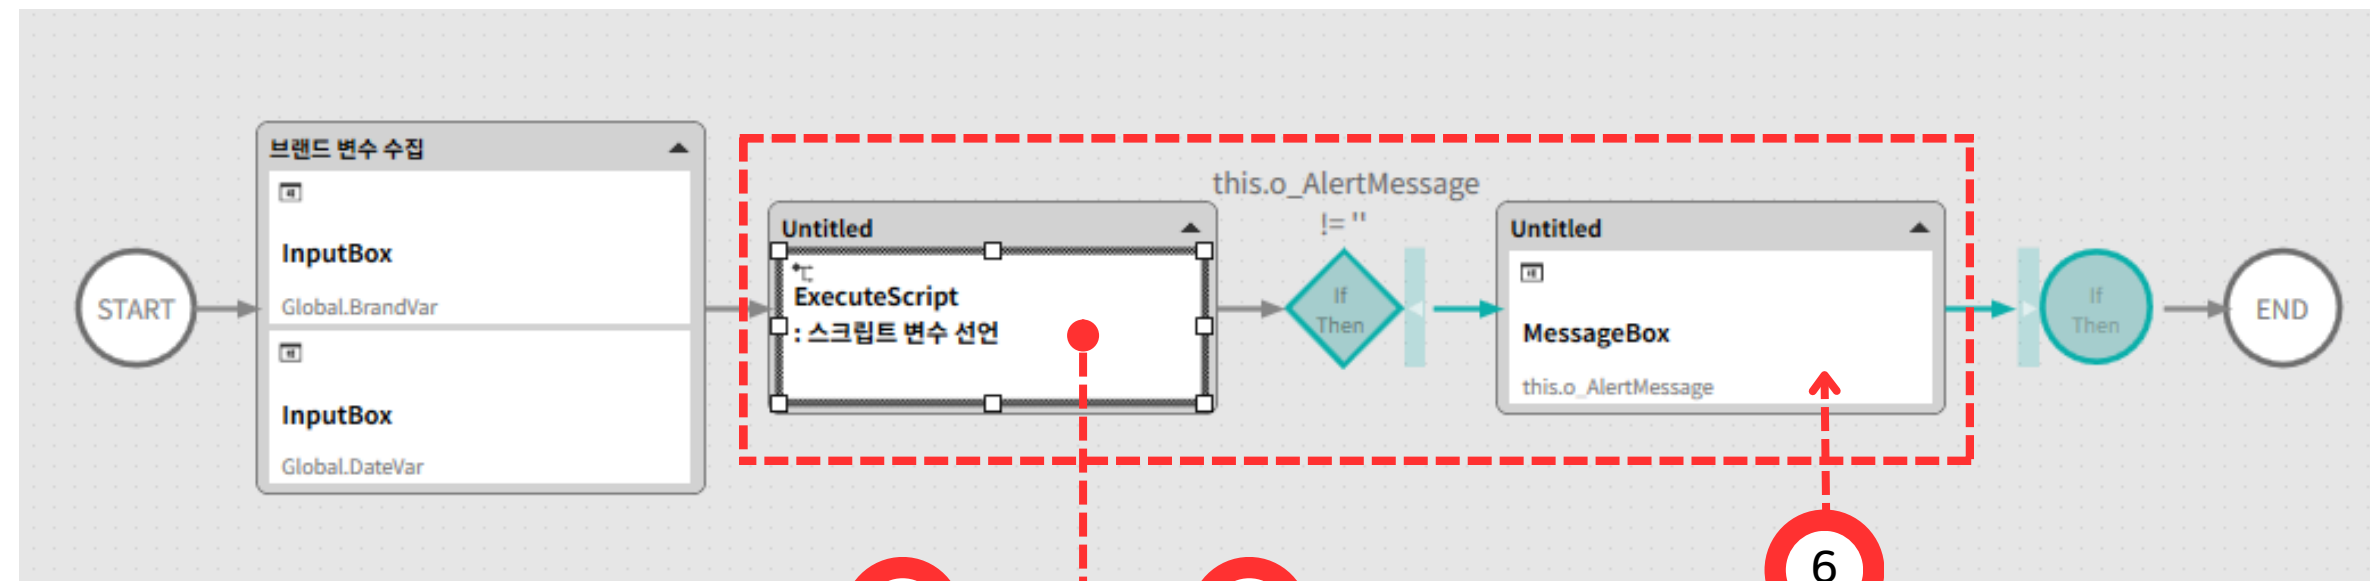 START
브랜드 변수 수집
InputBox
Global.BrandVar
InputBox
Global.DateVar
Untitled
ExecuteScript
: 스크립트 변수 선언
this.o_AlertMessage
!= ''
If
Then
Untitled
MessageBox
this.o_AlertMessage
If
Then
END
6